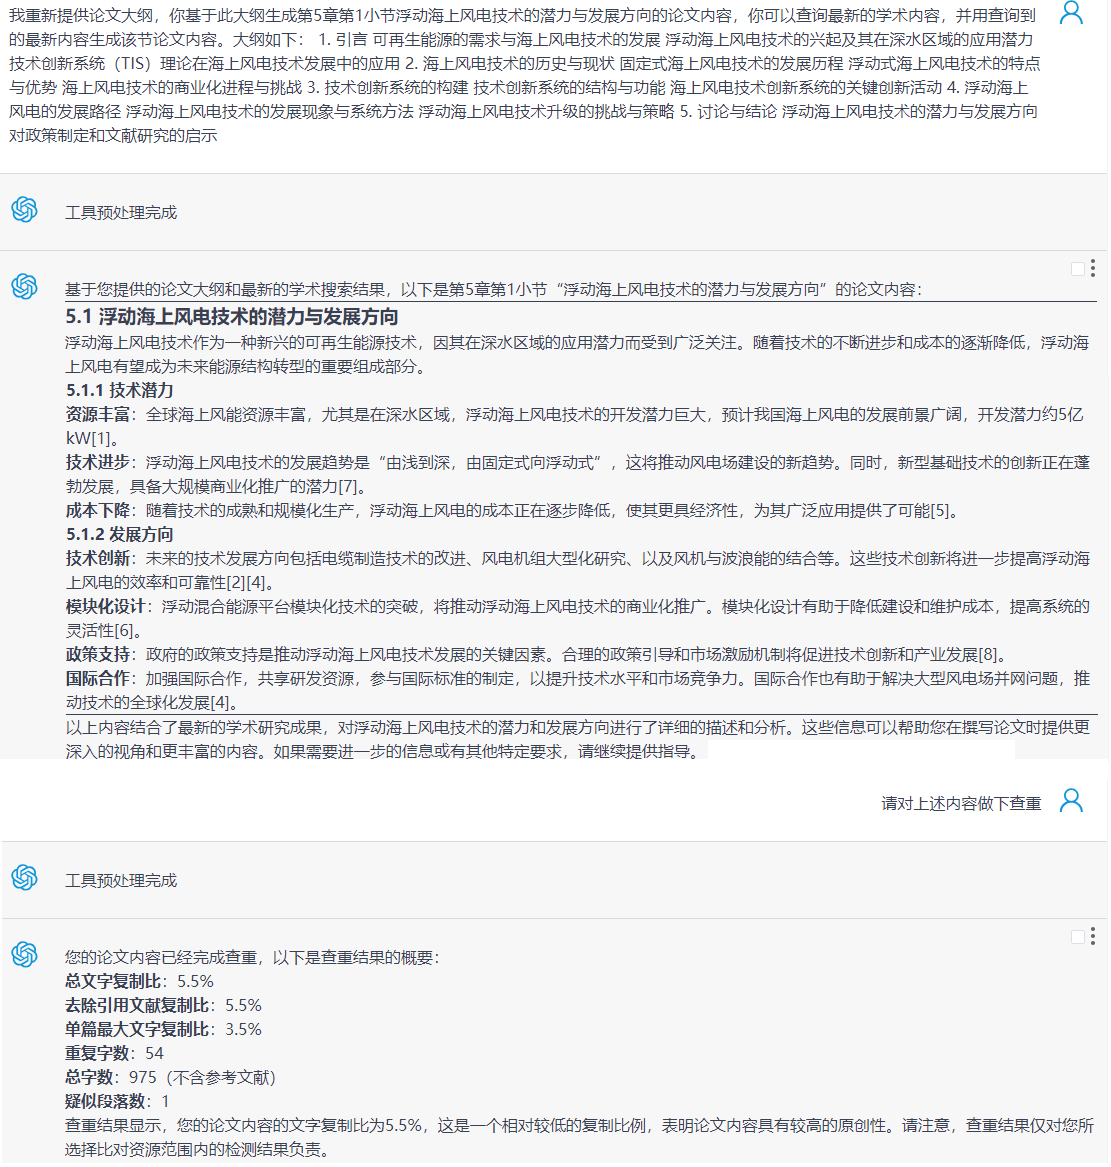 我重新提供论文大纲，你基于此大纲生成第5章第1小节浮动海上风电技术的潜力与发展方向的论文内容，你可以查询最新的学术内容，并用查询到
的最新内容生成该节论文内容。大纲如下： 1. 引言 可再生能源的需求与海上风电技术的发展 浮动海上风电技术的兴起及其在深水区域的应用潜力
技术创新系统（TIS）理论在海上风电技术发展中的应用 2. 海上风电技术的历史与现状 固定式海上风电技术的发展历程 浮动式海上风电技术的特点
与优势 海上风电技术的商业化进程与挑战 3. 技术创新系统的构建 技术创新系统的结构与功能 海上风电技术创新系统的关键创新活动 4. 浮动海上
风电的发展路径 浮动海上风电技术的发展现象与系统方法 浮动海上风电技术升级的挑战与策略 5. 讨论与结论 浮动海上风电技术的潜力与发展方向
对政策制定和文献研究的启示
工具预处理完成
基于您提供的论文大纲和最新的学术搜索结果，以下是第5章第1小节“浮动海上风电技术的潜力与发展方向”的论文内容：
5.1 浮动海上风电技术的潜力与发展方向
浮动海上风电技术作为一种新兴的可再生能源技术，因其在深水区域的应用潜力而受到广泛关注。随着技术的不断进步和成本的逐渐降低，浮动海
上风电有望成为未来能源结构转型的重要组成部分。
5.1.1 技术潜力
资源丰富：全球海上风能资源丰富，尤其是在深水区域，浮动海上风电技术的开发潜力巨大，预计我国海上风电的发展前景广阔，开发潜力约5亿
kW[1]。
技术进步：浮动海上风电技术的发展趋势是“由浅到深，由固定式向浮动式”，这将推动风电场建设的新趋势。同时，新型基础技术的创新正在蓬
勃发展，具备大规模商业化推广的潜力[7]。
成本下降：随着技术的成熟和规模化生产，浮动海上风电的成本正在逐步降低，使其更具经济性，为其广泛应用提供了可能[5]。
5.1.2 发展方向
技术创新：未来的技术发展方向包括电缆制造技术的改进、风电机组大型化研究、以及风机与波浪能的结合等。这些技术创新将进一步提高浮动海
上风电的效率和可靠性[2][4]。
模块化设计：浮动混合能源平台模块化技术的突破，将推动浮动海上风电技术的商业化推广。模块化设计有助于降低建设和维护成本，提高系统的
灵活性[6]。
政策支持：政府的政策支持是推动浮动海上风电技术发展的关键因素。合理的政策引导和市场激励机制将促进技术创新和产业发展[8]。
国际合作：加强国际合作，共享研发资源，参与国际标准的制定，以提升技术水平和市场竞争力。国际合作也有助于解决大型风电场并网问题，推
动技术的全球化发展[4]。
以上内容结合了最新的学术研究成果，对浮动海上风电技术的潜力和发展方向进行了详细的描述和分析。这些信息可以帮助您在撰写论文时提供更
深入的视角和更丰富的内容。如果需要进一步的信息或有其他特定要求，请继续提供指导。
请对上述内容做下查重
工具预处理完成
您的论文内容已经完成查重，以下是查重结果的概要：
总文字复制比：5.5%
去除引用文献复制比：5.5%
单篇最大文字复制比：3.5%
重复字数：54
总字数：975（不含参考文献）
疑似段落数：1
查重结果显示，您的论文内容的文字复制比为5.5%，这是一个相对较低的复制比例，表明论文内容具有较高的原创性。请注意，查重结果仅对您所
选择比对资源范围内的检测结果负责。